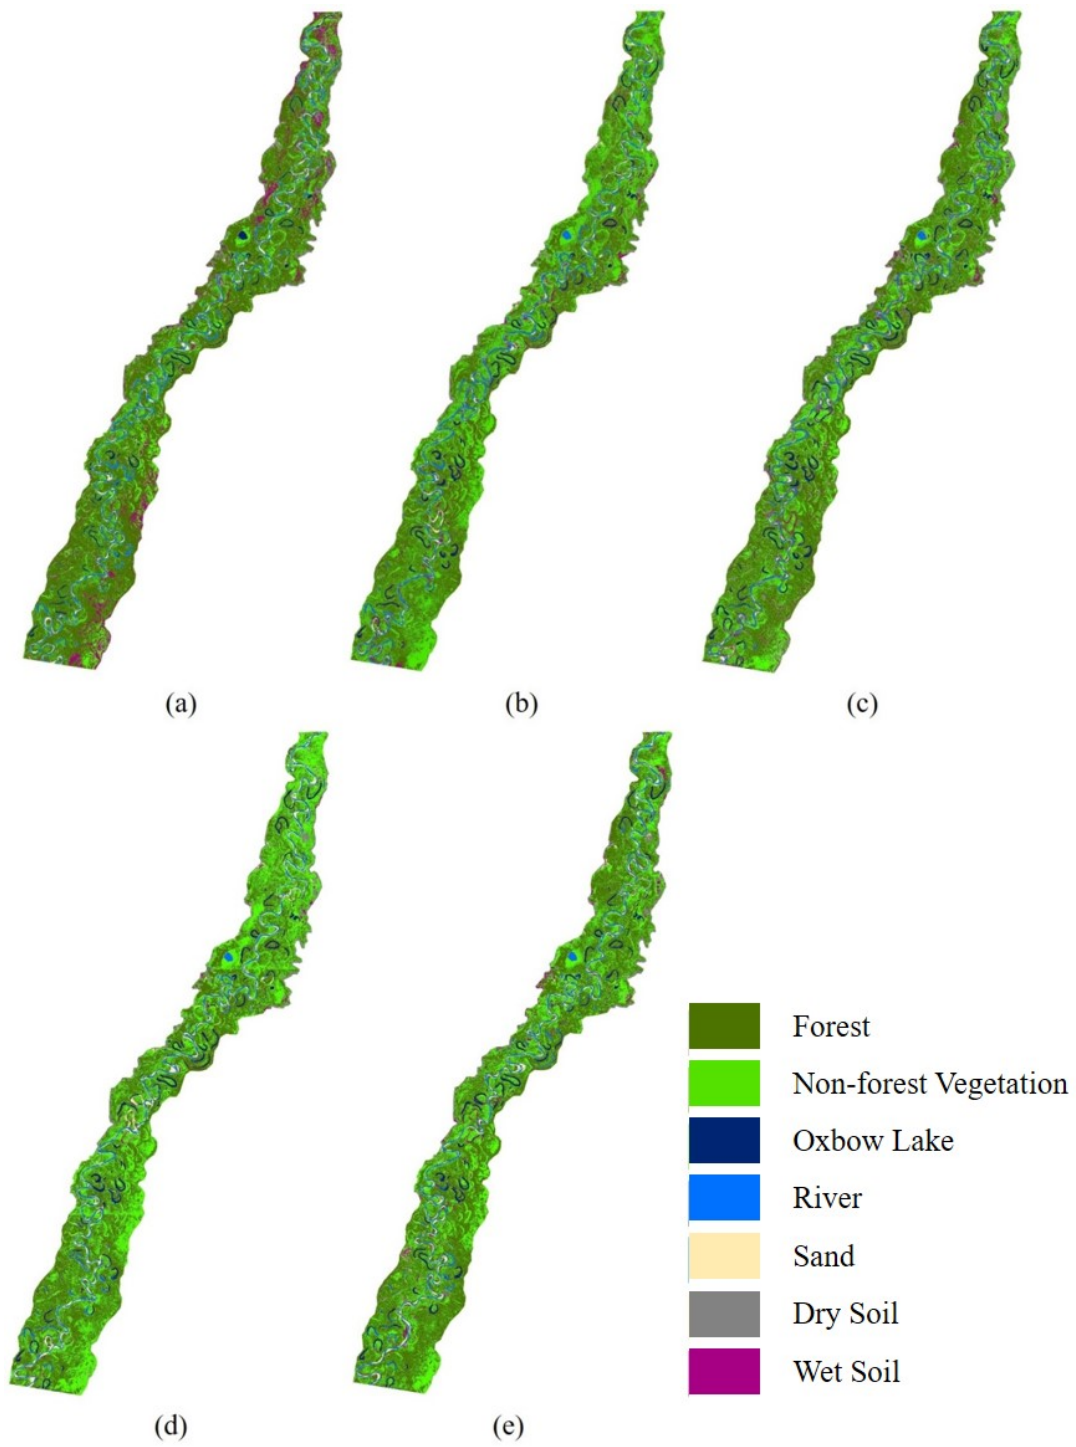 (a)
(b)
(c)
(d)
(e)
Forest
Non-forest Vegetation
Oxbow Lake
River
Sand
Dry Soil
Wet Soil